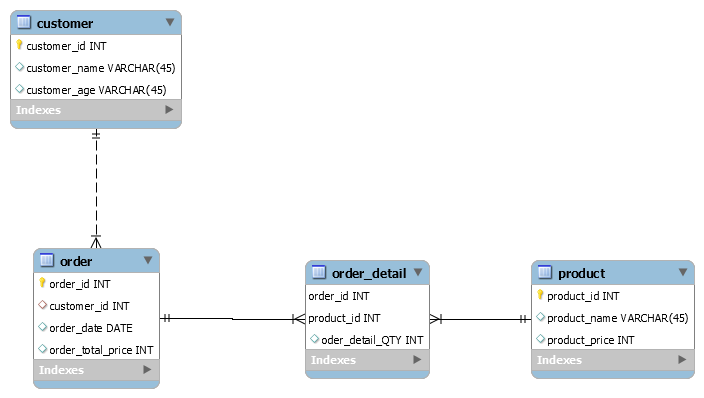 customer
customer_id INT
customer_name VARCHAR(45)
customer_age VARCHAR(45)
Indexes
order
order_id INT
customer_id INT
order_date DATE
order_total_price INT
Indexes
order_detail
order_id INT
product_id INT
oder_detail_QTY INT
Indexes
product
product_id INT
product_name VARCHAR(45)
product_price INT
Indexes